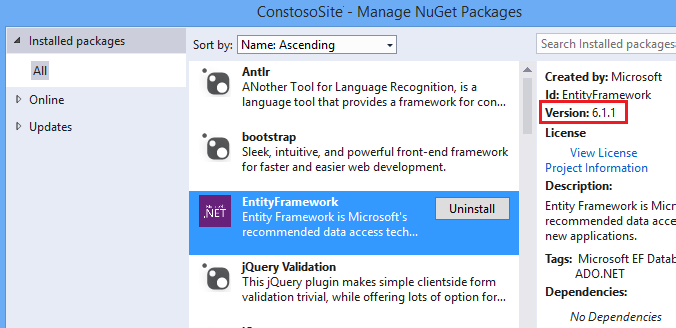 ConstosoSite - Manage NuGet Packages
Installed packages
All
Online
Updates
Sort by: Name: Ascending
Antlr
ANother Tool for Language Recognition, is a
language tool that provides a framework for con...
bootstrap
Sleek, intuitive, and powerful front-end framework
for faster and easier web development.
.NET
EntityFramework
Entity Framework is Microsoft's
recommended data access tech...
Uninstall
jQuery Validation
This jQuery plugin makes simple clientside form
validation trivial, while offering lots of option for...
Search Installed packages
Created by: Microsoft
Id: EntityFramework
Version: 6.1.1
License
View License
Project Information
Description:
Entity Framework is Micr
recommended data acces
new applications.
Tags: Microsoft EF Datab
ADO.NET
Dependencies:
No Dependencies